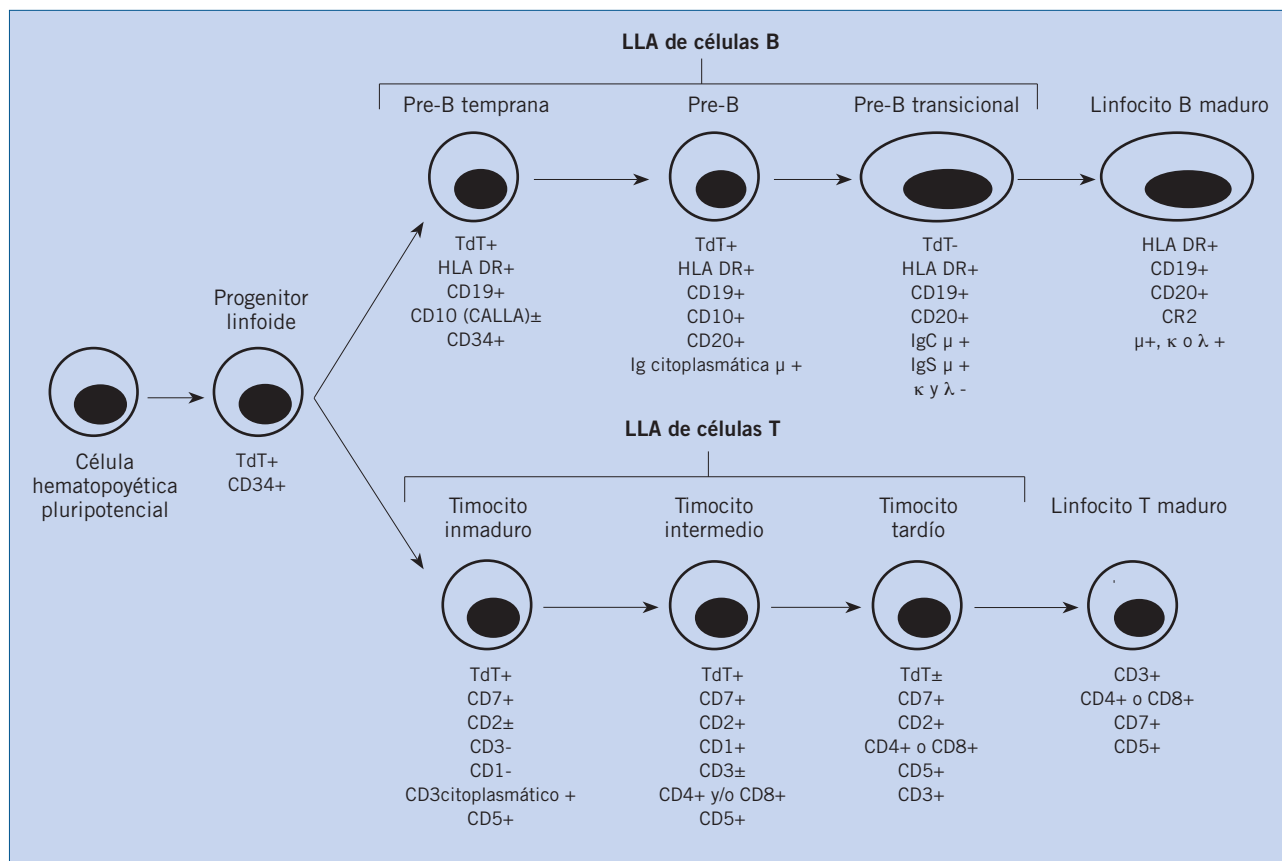 LLA de células B
Pre-B temprana
Pre-B
Pre-B transicional
Linfocito B maduro
TdT+
HLA DR+
CD19+
CD10 (CALLA)±
CD34+
TdT+
HLA DR+
CD19+
CD10+
CD20+
Ig citoplasmática µ +
TdT-
HLA DR+
CD19+
CD20+
IgC µ +
IgS µ +
κ y λ -
HLA DR+
CD19+
CD20+
CR2
µ+, κ o λ +
Progenitor
linfoide
TdT+
CD34+
Célula
hematopoyética
pluripotencial
LLA de células T
Timocito
inmaduro
Timocito
intermedio
Timocito
tardío
Linfocito T maduro
TdT+
CD7+
CD2±
CD3-
CD1-
CD3citoplasmático +
CD5+
TdT+
CD7+
CD2+
CD1+
CD3±
CD4+ y/o CD8+
CD5+
TdT±
CD7+
CD2+
CD4+ o CD8+
CD5+
CD3+
CD3+
CD4+ o CD8+
CD7+
CD5+